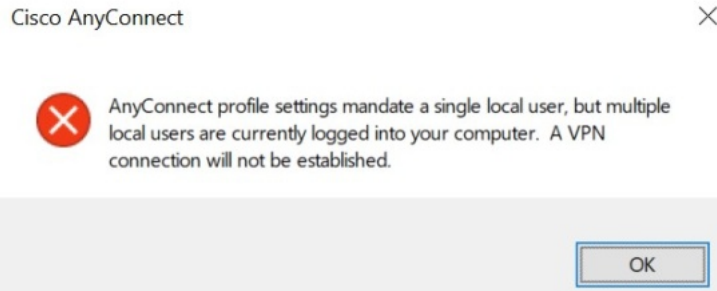 Cisco AnyConnect
AnyConnect profile settings mandate a single local user, but multiple
local users are currently logged into your computer.  A VPN
connection will not be established.
OK